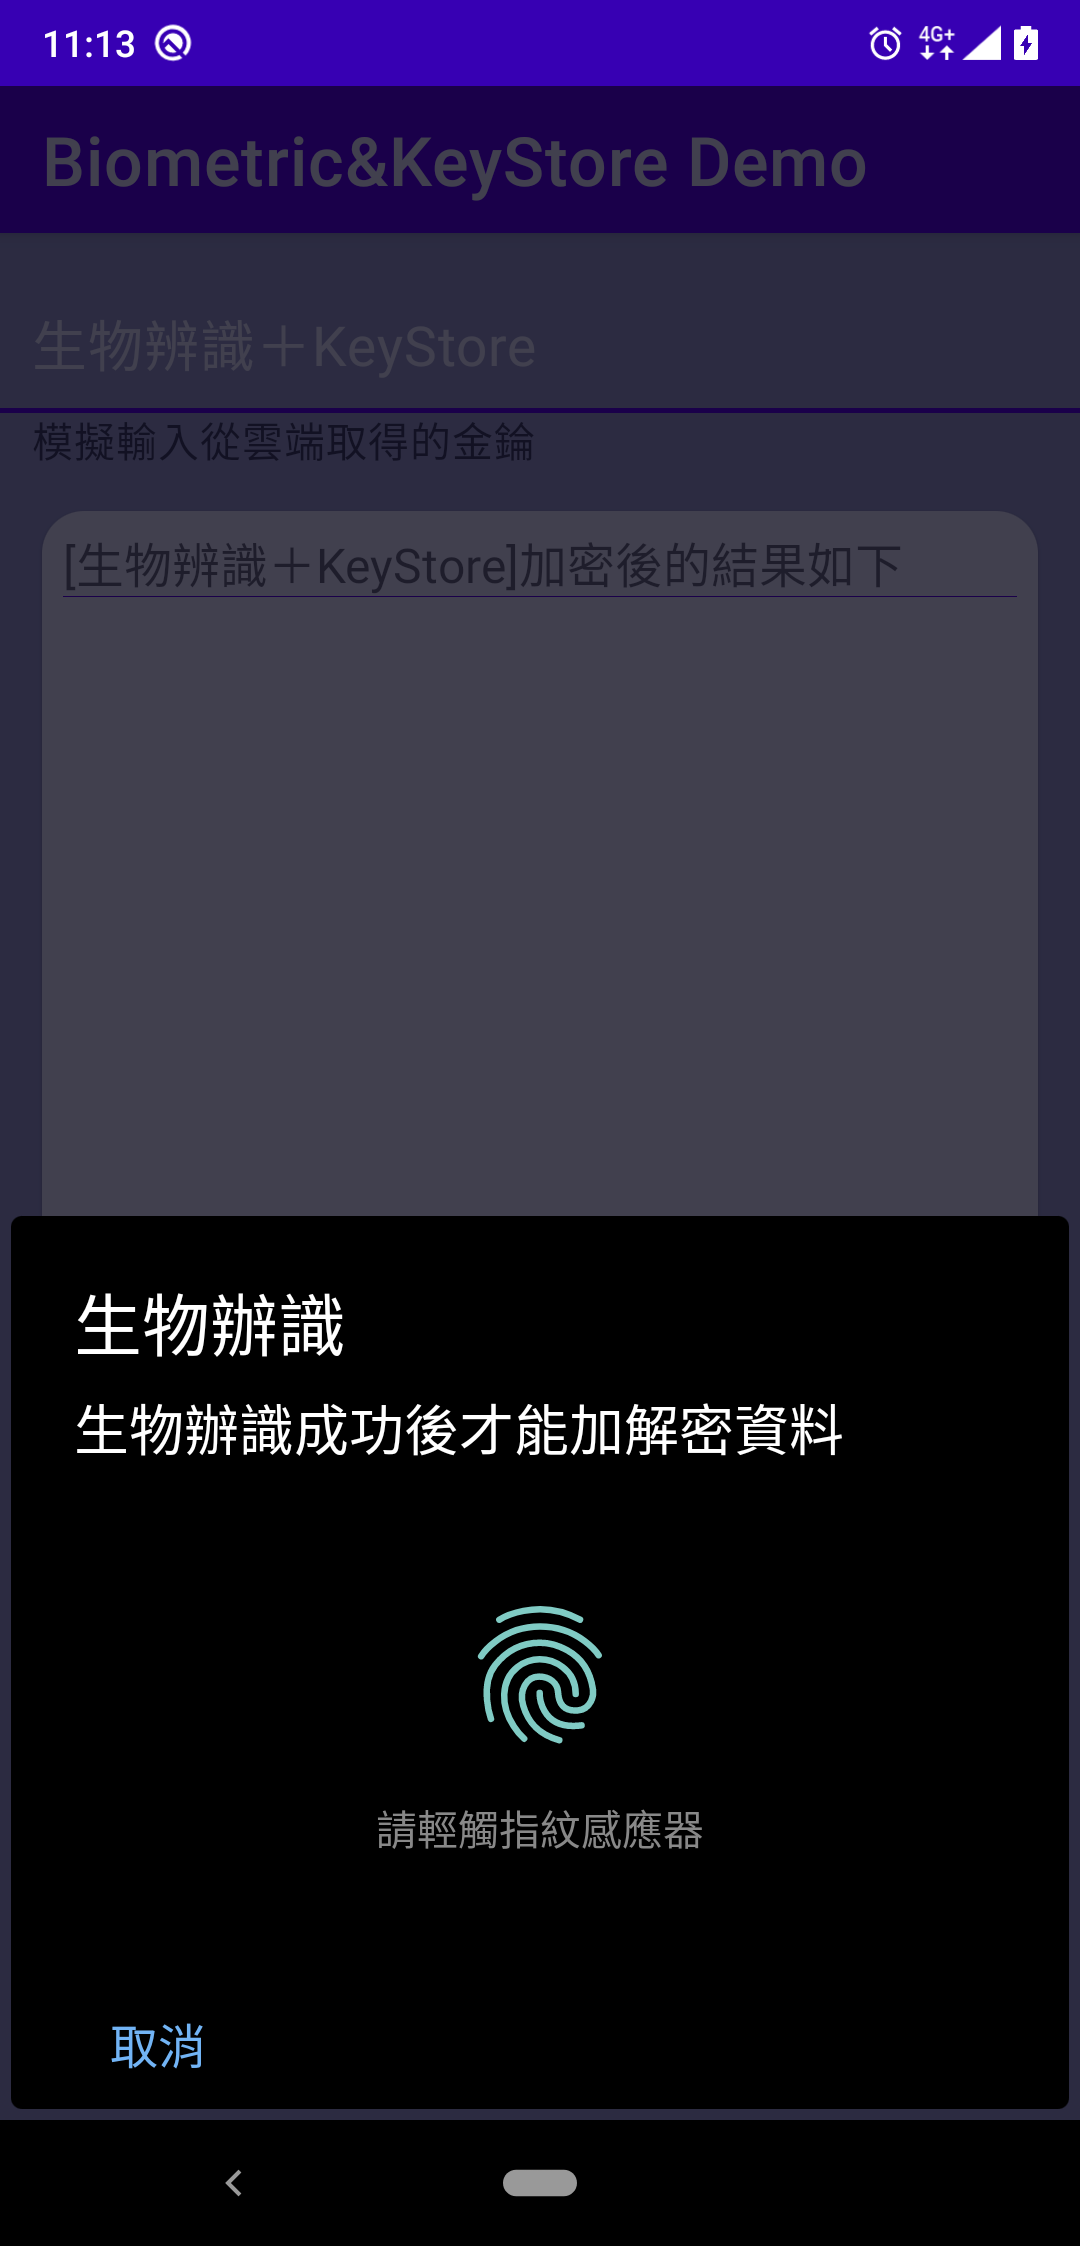 11:13
4G+
Biometric&KeyStore Demo
生物辨識＋KeyStore
模擬輸入從雲端取得的金鑰
[生物辨識＋KeyStore]加密後的結果如下
生物辦識
生物辦識成功後才能加解密資料
請輕觸指紋感應器
取消